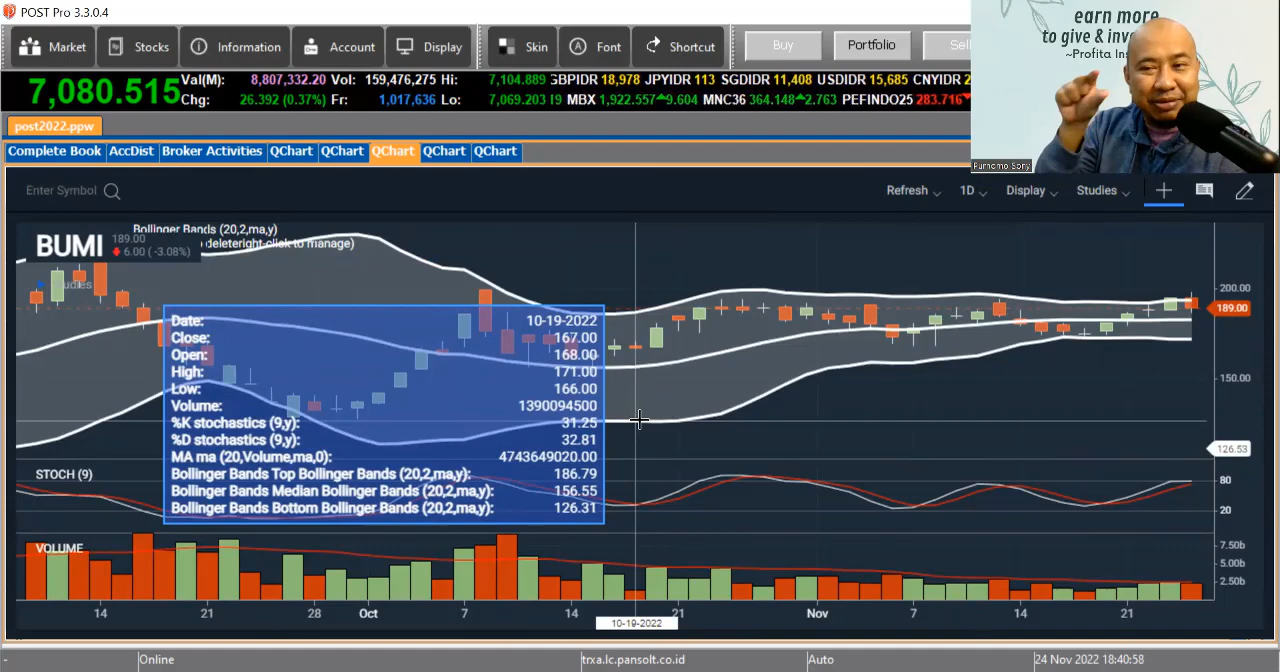 POST Pro 3.3.0.4
Market Stocks Information Account Display Skin Font Shortcut Buy Portfolio Sell
earn more
to give & inv
~Profita Ins
7,080.515
Val(M): 8,807,332.20 Vol: 159,476,275 Hi: 7,104.889 GBPIDR 18,978 JPYIDR 113 SGDIDR 11,408 USDIDR 15,685 CNYIDR 2
Chg: 26.392 (0.37%) Fr: 1,017,636 Lo: 7,069.203 19 MBX 1,922.557 9.604 MNC36 364.148 2.763 PEFINDO25 283.716
post2022.ppw
Complete Book AccDist Broker Activities QChart QChart QChart QChart QChart
Purnomo Sony
Enter Symbol Refresh 1D Display Studies
Bollinger Bands (20,2,ma,y)
deleteright-click to manage)
BUMI 189.00
6.00 ( -3.08%)
Studies
200.00
189.00
150.00
126.53
Date: 10-19-2022
Close: 167.00
Open: 168.00
High: 171.00
Low: 166.00
Volume: 1390094500
%K stochastics (9,y): 31.25
%D stochastics (9,y): 32.81
MA ma (20,Volume,ma,0): 4743649020.00
Bollinger Bands Top Bollinger Bands (20,2,ma,y): 186.79
Bollinger Bands Median Bollinger Bands (20,2,ma,y): 156.55
Bollinger Bands Bottom Bollinger Bands (20,2,ma,y): 126.31
STOCH (9)
80
20
VOLUME
7.50b
5.00b
2.50b
14 21 28 Oct 7 14 21 Nov 7 14 21
10-19-2022
- Online trxa.lc.pansolt.co.id Auto 24 Nov 2022 18:40:58